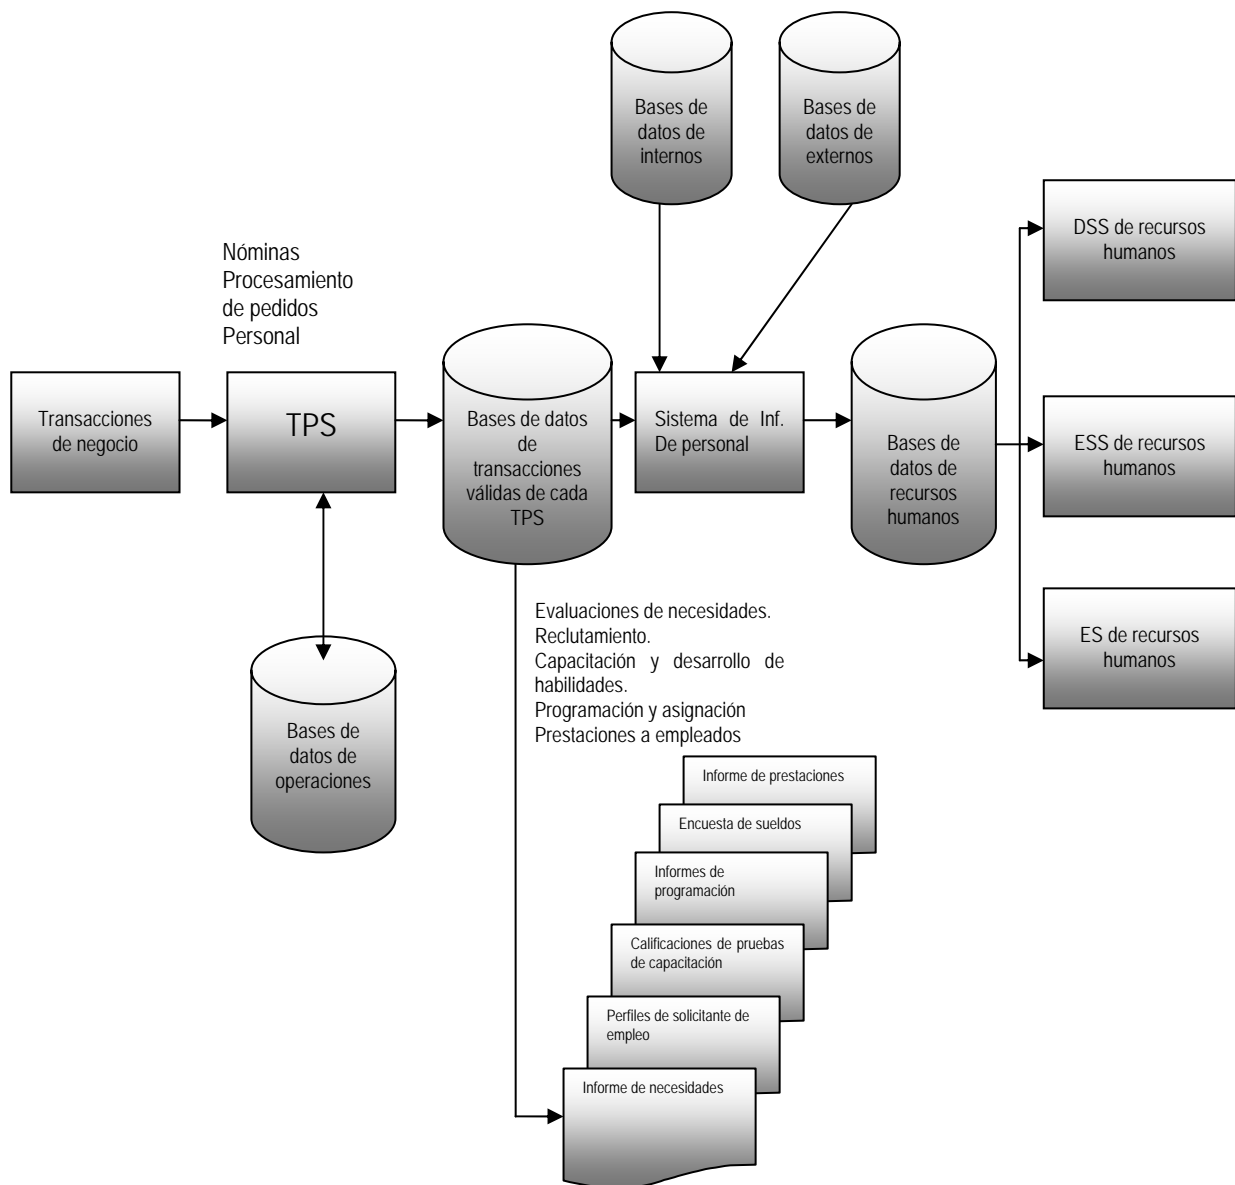 Bases de
datos de
internos
Bases de
datos de
externos
DSS de recursos
humanos
Nóminas
Procesamiento
de pedidos
Personal
Transacciones
de negocio
TPS
Bases de datos
de
transacciones
válidas de cada
TPS
Sistema de Inf.
De personal
Bases de
datos de
recursos
humanos
ESS de recursos
humanos
ES de recursos
humanos
Evaluaciones de necesidades.
Reclutamiento.
Capacitación y desarrollo de
habilidades.
Programación y asignación
Prestaciones a empleados
Bases de
datos de
operaciones
Informe de prestaciones
Encuesta de sueldos
Informes de
programación
Calificaciones de pruebas
de capacitación
Perfiles de solicitante de
empleo
Informe de necesidades